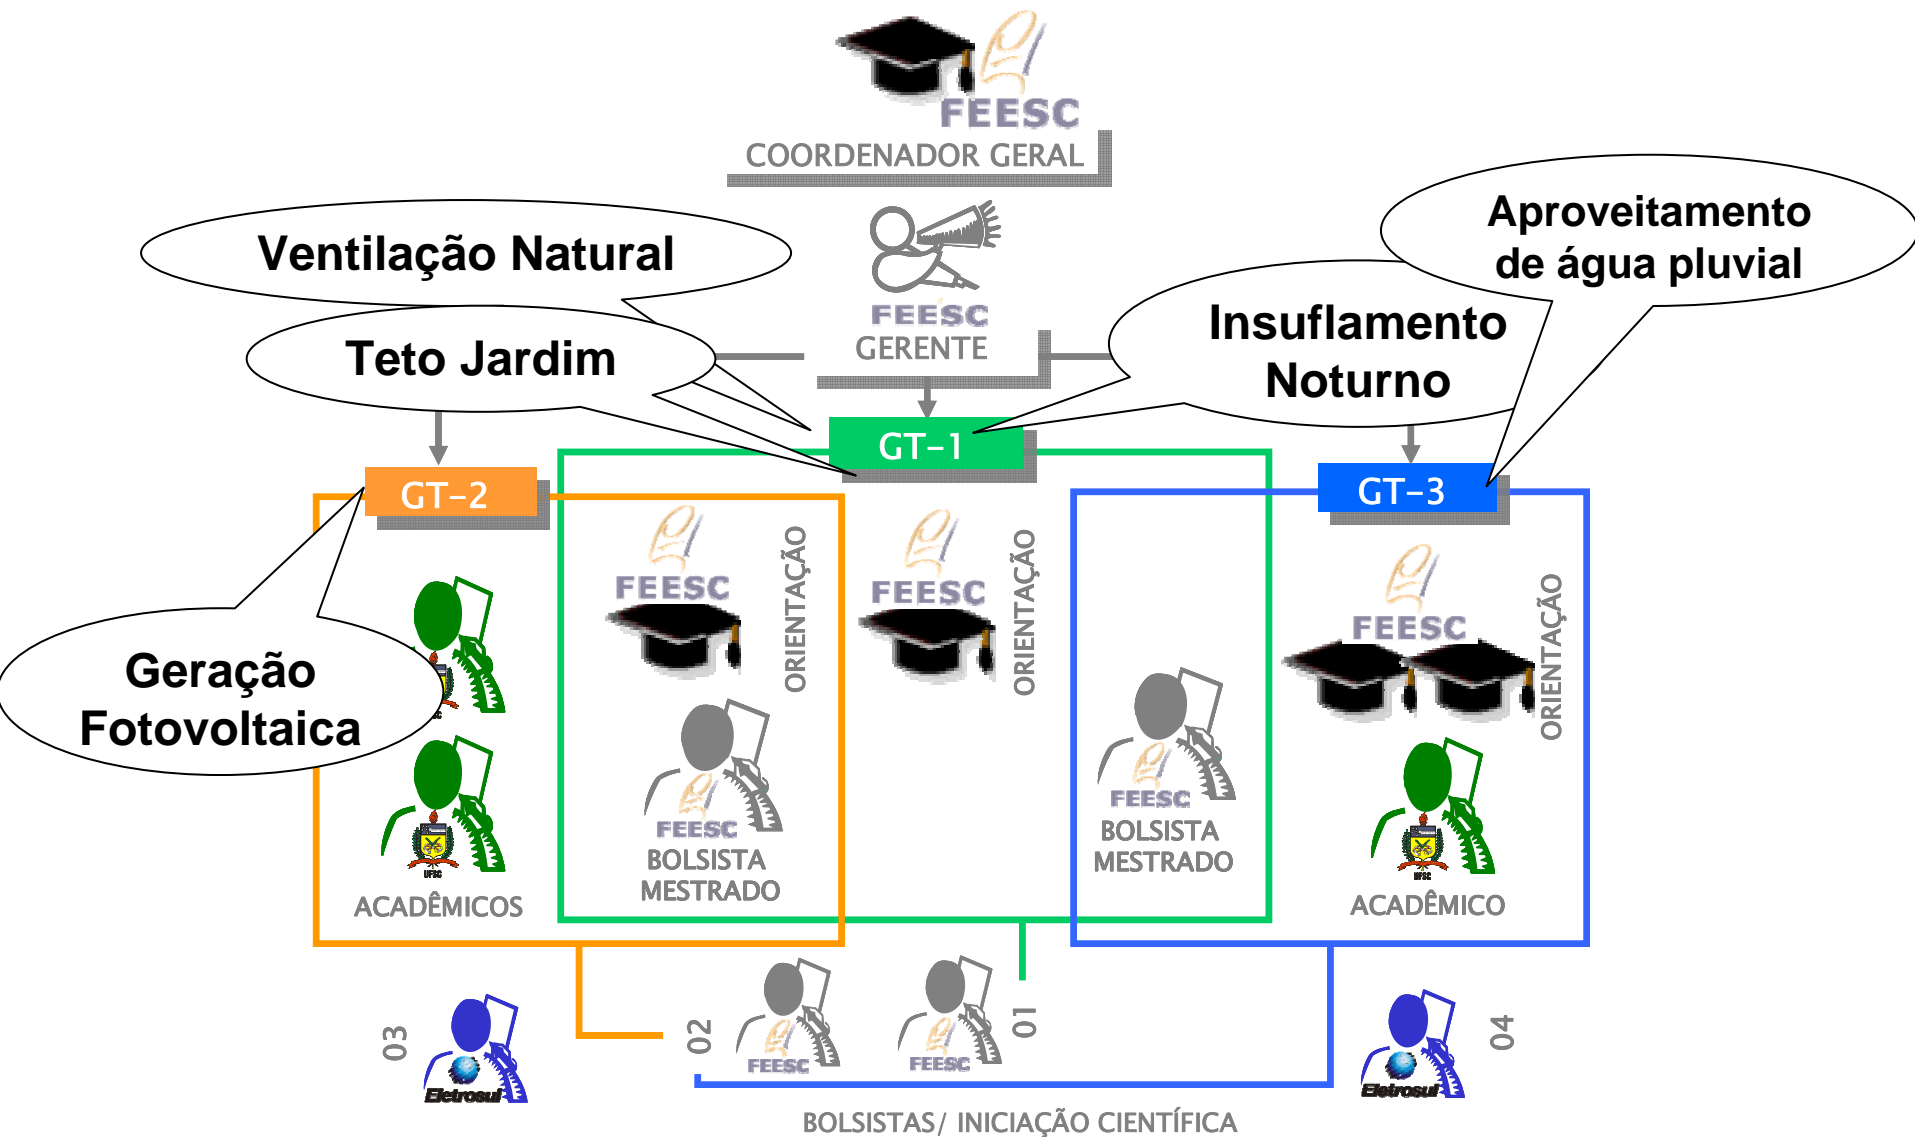 FEESC
COORDENADOR GERAL
Ventilação Natural
Aproveitamento
de água pluvial
FEESC
GERENTE
Teto Jardim
Insuflamento
Noturno
GT-1
GT-2
GT-3
FEESC
ORIENTAÇÃO
FEESC
ORIENTAÇÃO
FEESC
ORIENTAÇÃO
Geração
Fotovoltaica
FEESC
BOLSISTA
MESTRADO
FEESC
BOLSISTA
MESTRADO
UFSC
ACADÊMICOS
UFSC
ACADÊMICO
03
Eletrosul
02
FEESC
FEESC
01
Eletrosul
04
BOLSISTAS/ INICIAÇÃO CIENTÍFICA